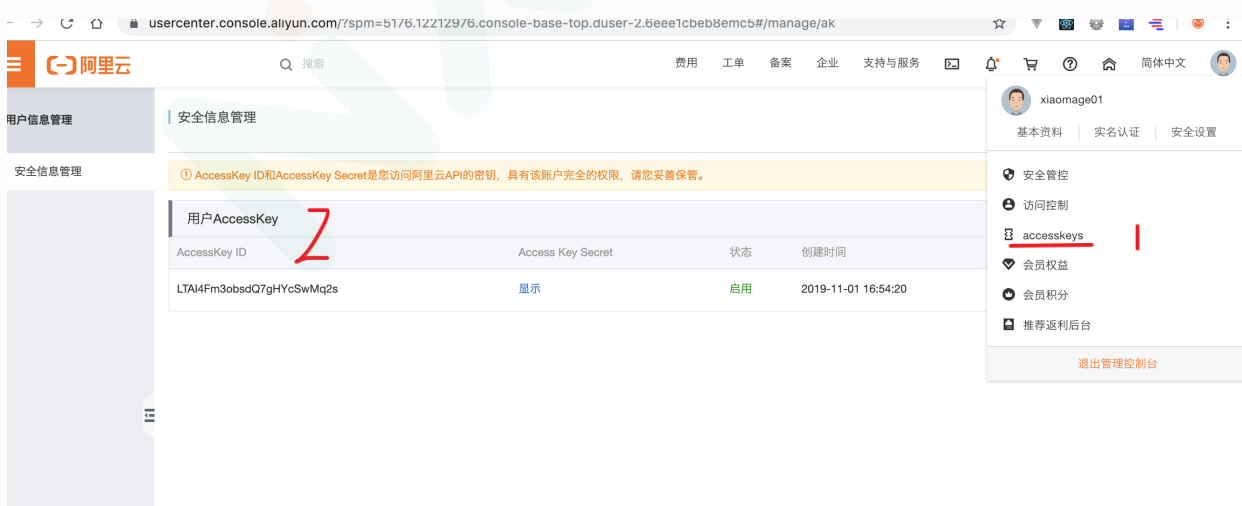 usercenter.console.aliyun.com/?spm=5176.12212976.console-base-top.duser-2.6eee1cbeb8emc5#/manage/ak
阿里云
搜索
费用 工单 备案 企业 支持与服务 简体中文
用户信息管理
安全信息管理
安全信息管理
AccessKey ID和AccessKey Secret是您访问阿里云API的密钥，具有该账户完全的权限，请您妥善保管。
用户AccessKey
2
AccessKey ID Access Key Secret 状态 创建时间
LTAI4Fm3obsdQ7gHYcSwMq2s 显示 启用 2019-11-01 16:54:20
xiaomage01
基本资料 实名认证 安全设置
安全管控
访问控制
accesskeys 1
会员权益
会员积分
推荐返利后台
退出管理控制台